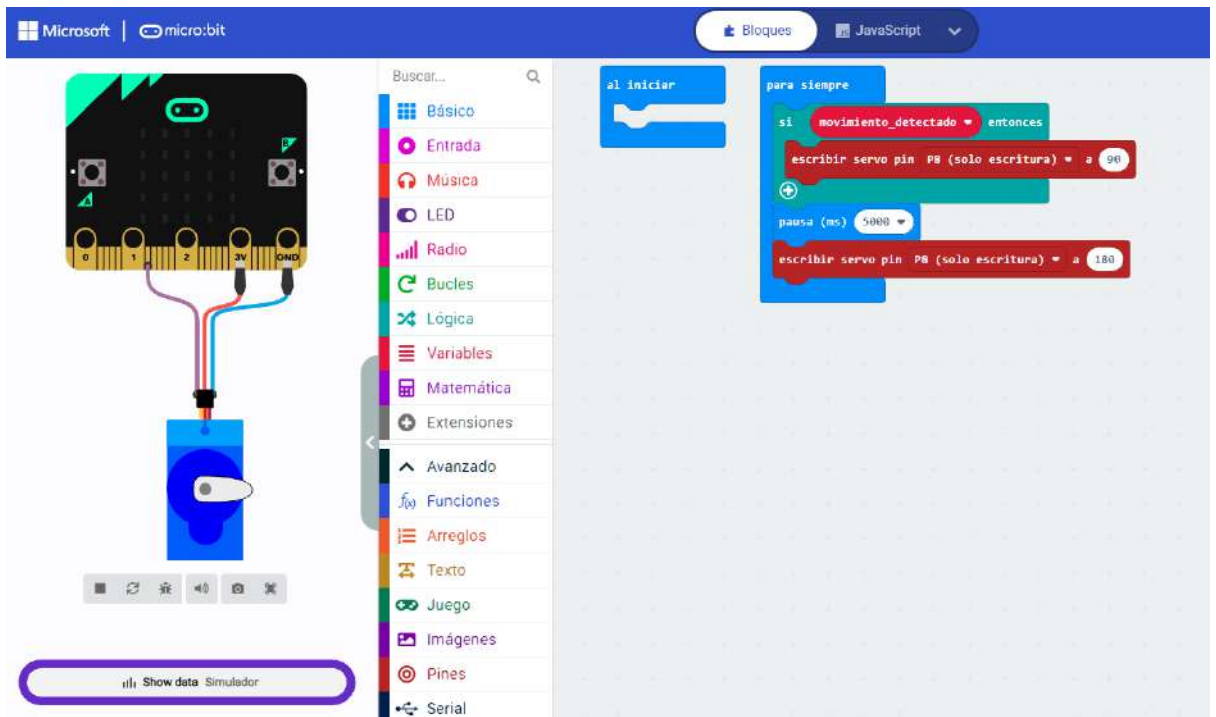 Microsoft | micro:bit
Bloques
JavaScript
0 1 2 3V GND
A
B
Show data Simulador
Buscar...
Básico
Entrada
Música
LED
Radio
Bucles
Lógica
Variables
Matemática
Extensiones
Avanzado
Funciones
Arreglos
Texto
Juego
Imágenes
Pines
Serial
al iniciar
para siempre
si movimiento_detectado entonces
escribir servo pin (solo escritura) a 90
pausa (ms) 5000
escribir servo pin (solo escritura) a 180